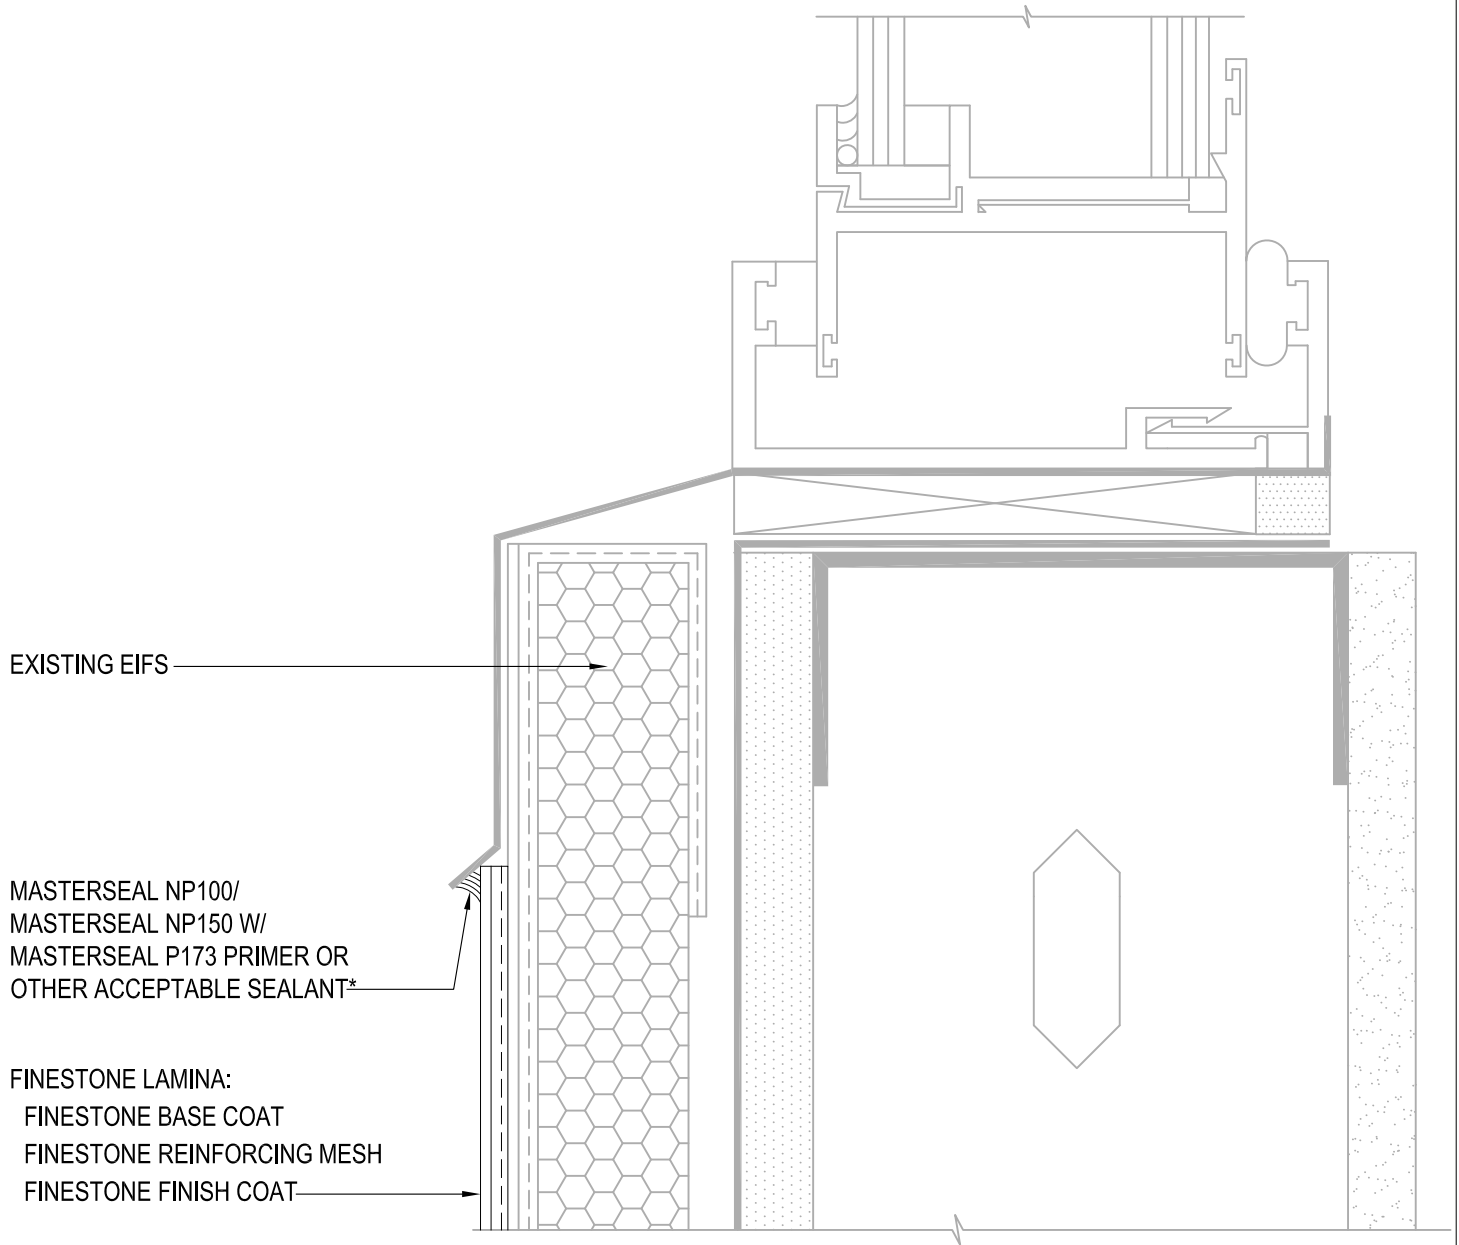 EXISTING EIFS
MASTERSEAL NP100/
MASTERSEAL NP150 W/
MASTERSEAL P173 PRIMER OR
OTHER ACCEPTABLE SEALANT*
FINESTONE LAMINA:
FINESTONE BASE COAT
FINESTONE REINFORCING MESH
FINESTONE FINISH COAT